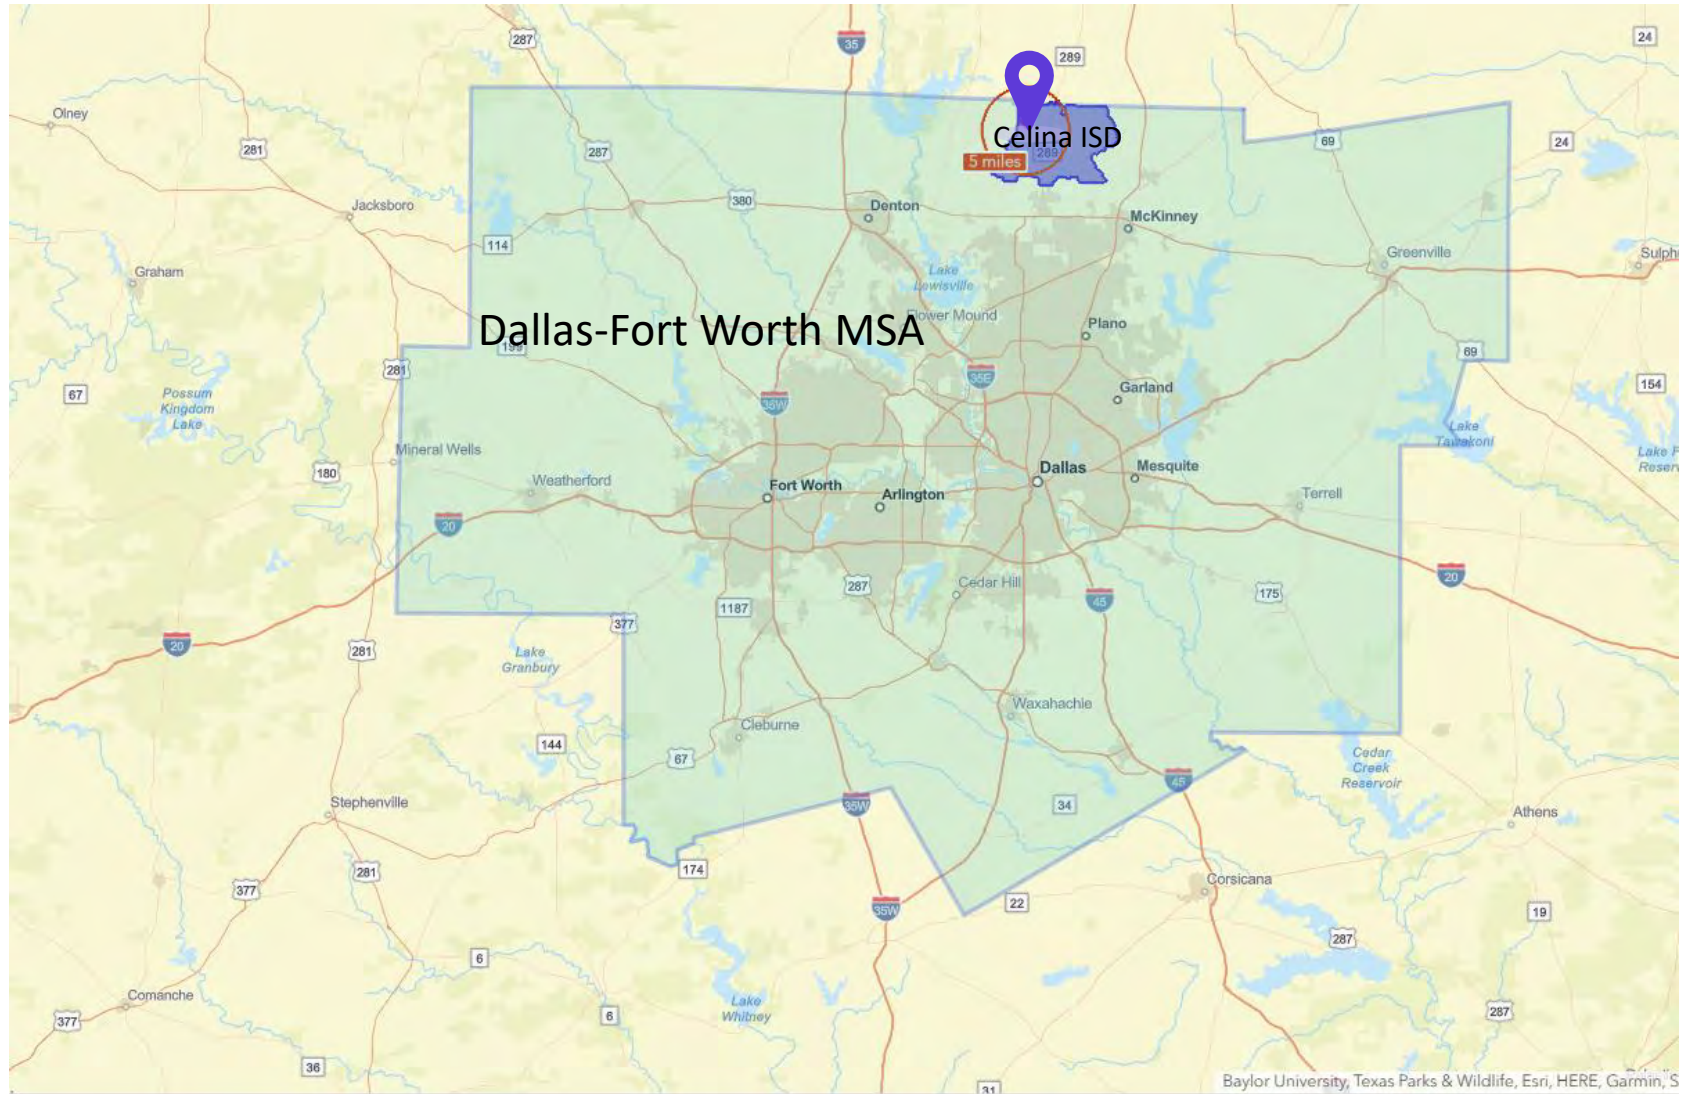 287
35
289
24
Olney
281
287
Celina ISD
289
5 miles
69
24
Jacksboro
380
Denton
McKinney
114
Graham
Lake
Lewisville
Greenville
Sulph
Dallas-Fort Worth MSA
Flower Mound
Plano
199
281
67
Possum
Kingdom
Lake
35W
35E
Garland
69
154
Mineral Wells
Lake
Tawakoni
180
Weatherford
Fort Worth
Arlington
Dallas
Mesquite
Terrell
Lake F
Reserv
20
287
Cedar Hill
45
175
20
1187
377
20
281
Lake
Granbury
Waxahachie
Cleburne
144
67
Cedar
Creek
Reservoir
45
Stephenville
35W
34
Athens
281
174
377
Corsicana
22
35W
19
287
6
Comanche
377
Lake
Whitney
6
287
36
31
Baylor University, Texas Parks & Wildlife, Esri, HERE, Garmin, S